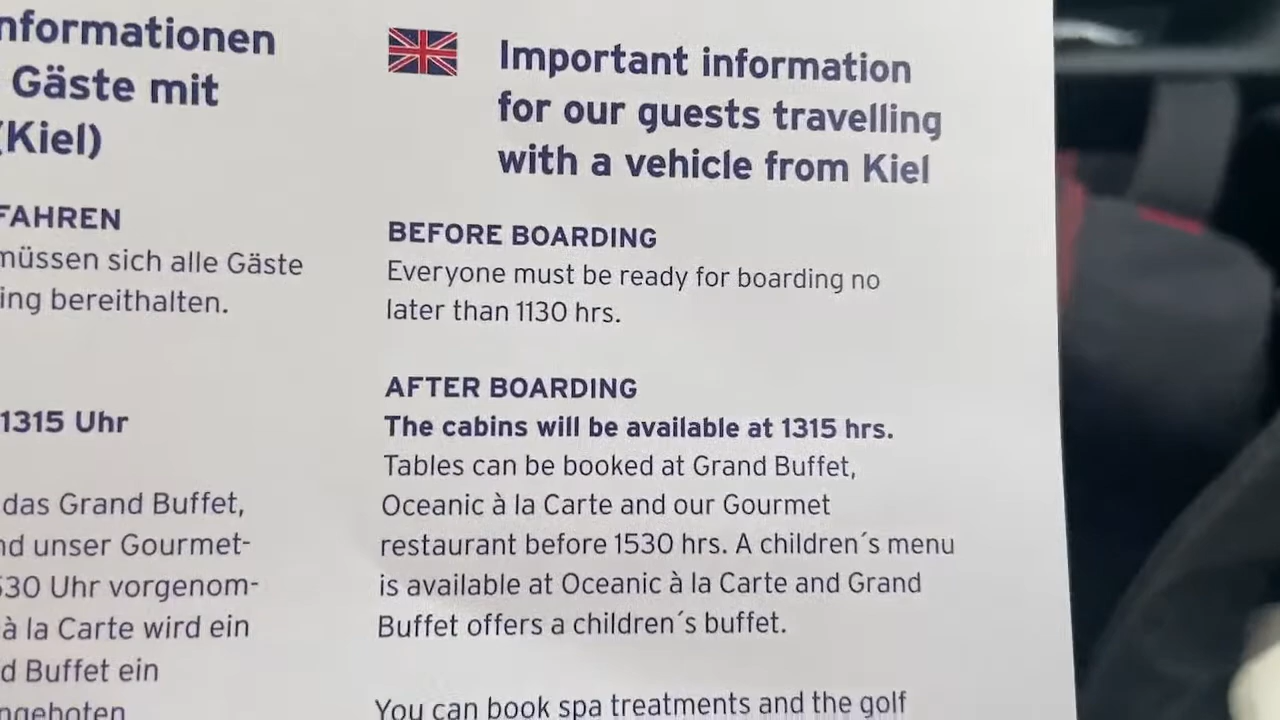 nformationen
Gäste mit
(Kiel)
FAHREN
müssen sich alle Gäste
ing bereithalten.
1315 Uhr
das Grand Buffet,
nd unser Gourmet-
530 Uhr vorgenom-
à la Carte wird ein
d Buffet ein
ngeboten
Important information
for our guests travelling
with a vehicle from Kiel
BEFORE BOARDING
Everyone must be ready for boarding no
later than 1130 hrs.
AFTER BOARDING
The cabins will be available at 1315 hrs.
Tables can be booked at Grand Buffet,
Oceanic à la Carte and our Gourmet
restaurant before 1530 hrs. A children´s menu
is available at Oceanic à la Carte and Grand
Buffet offers a children´s buffet.
You can book spa treatments and the golf